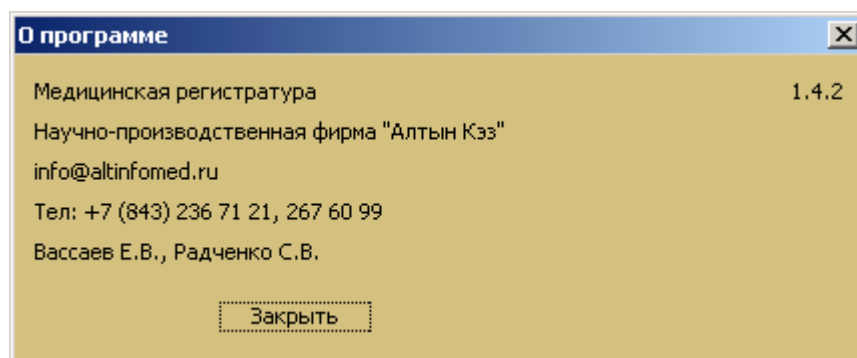 О программе
Медицинская регистратура 1.4.2
Научно-производственная фирма "Алтын Кэз"
info@altinfomed.ru
Тел: +7 (843) 236 71 21, 267 60 99
Вассаев Е.В., Радченко С.В.
Закрыть